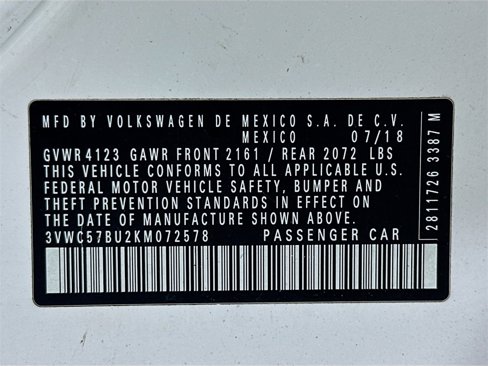 MFD BY VOLKSWAGEN DE MEXICO S.A. DE C.V.
MEXICO 07/18
GVWR 4123 GAWR FRONT 2161 / REAR 2072 LBS
THIS VEHICLE CONFORMS TO ALL APPLICABLE U.S.
FEDERAL MOTOR VEHICLE SAFETY, BUMPER AND
THEFT PREVENTION STANDARDS IN EFFECT ON
THE DATE OF MANUFACTURE SHOWN ABOVE.
3VWC57BU2KM072578 PASSENGER CAR
2811726 3387 M